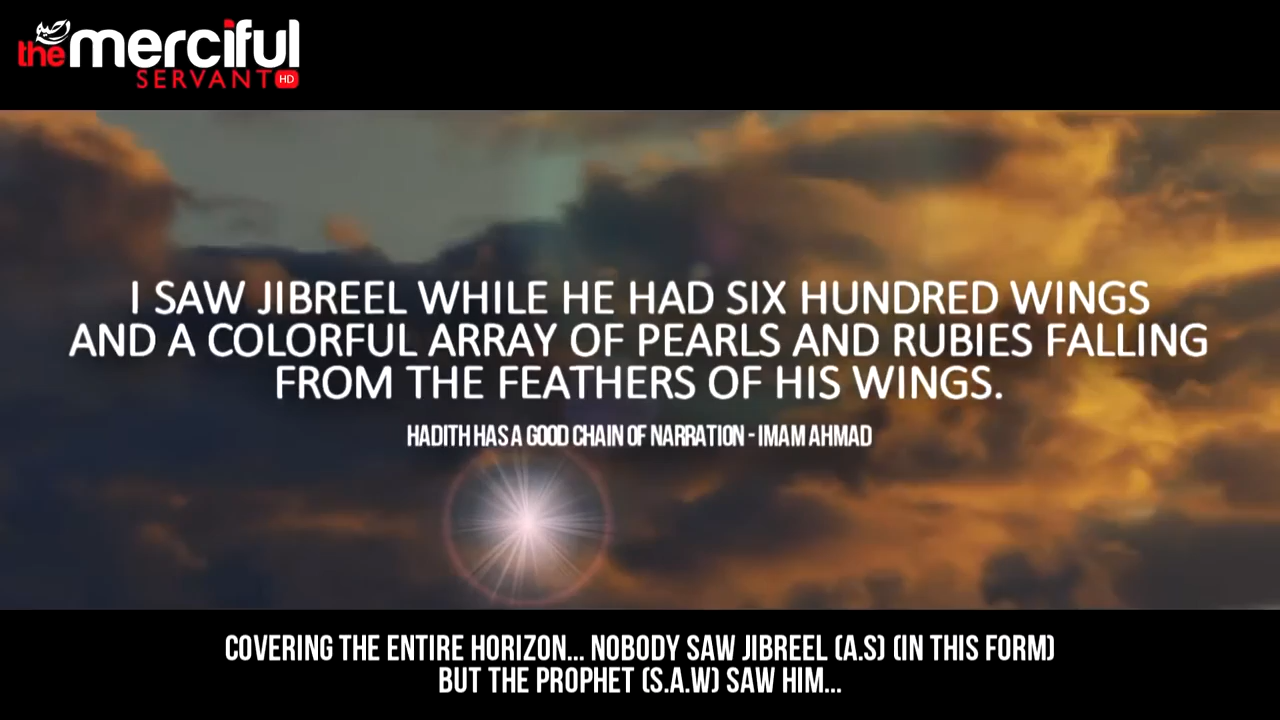 the merciful
SERVANT HD
I SAW JIBREEL WHILE HE HAD SIX HUNDRED WINGS
AND A COLORFUL ARRAY OF PEARLS AND RUBIES FALLING
FROM THE FEATHERS OF HIS WINGS.
HADITH HAS A GOOD CHAIN OF NARRATION - IMAM AHMAD
COVERING THE ENTIRE HORIZON... NOBODY SAW JIBREEL (A.S) (IN THIS FORM)
BUT THE PROPHET (S.A.W) SAW HIM...